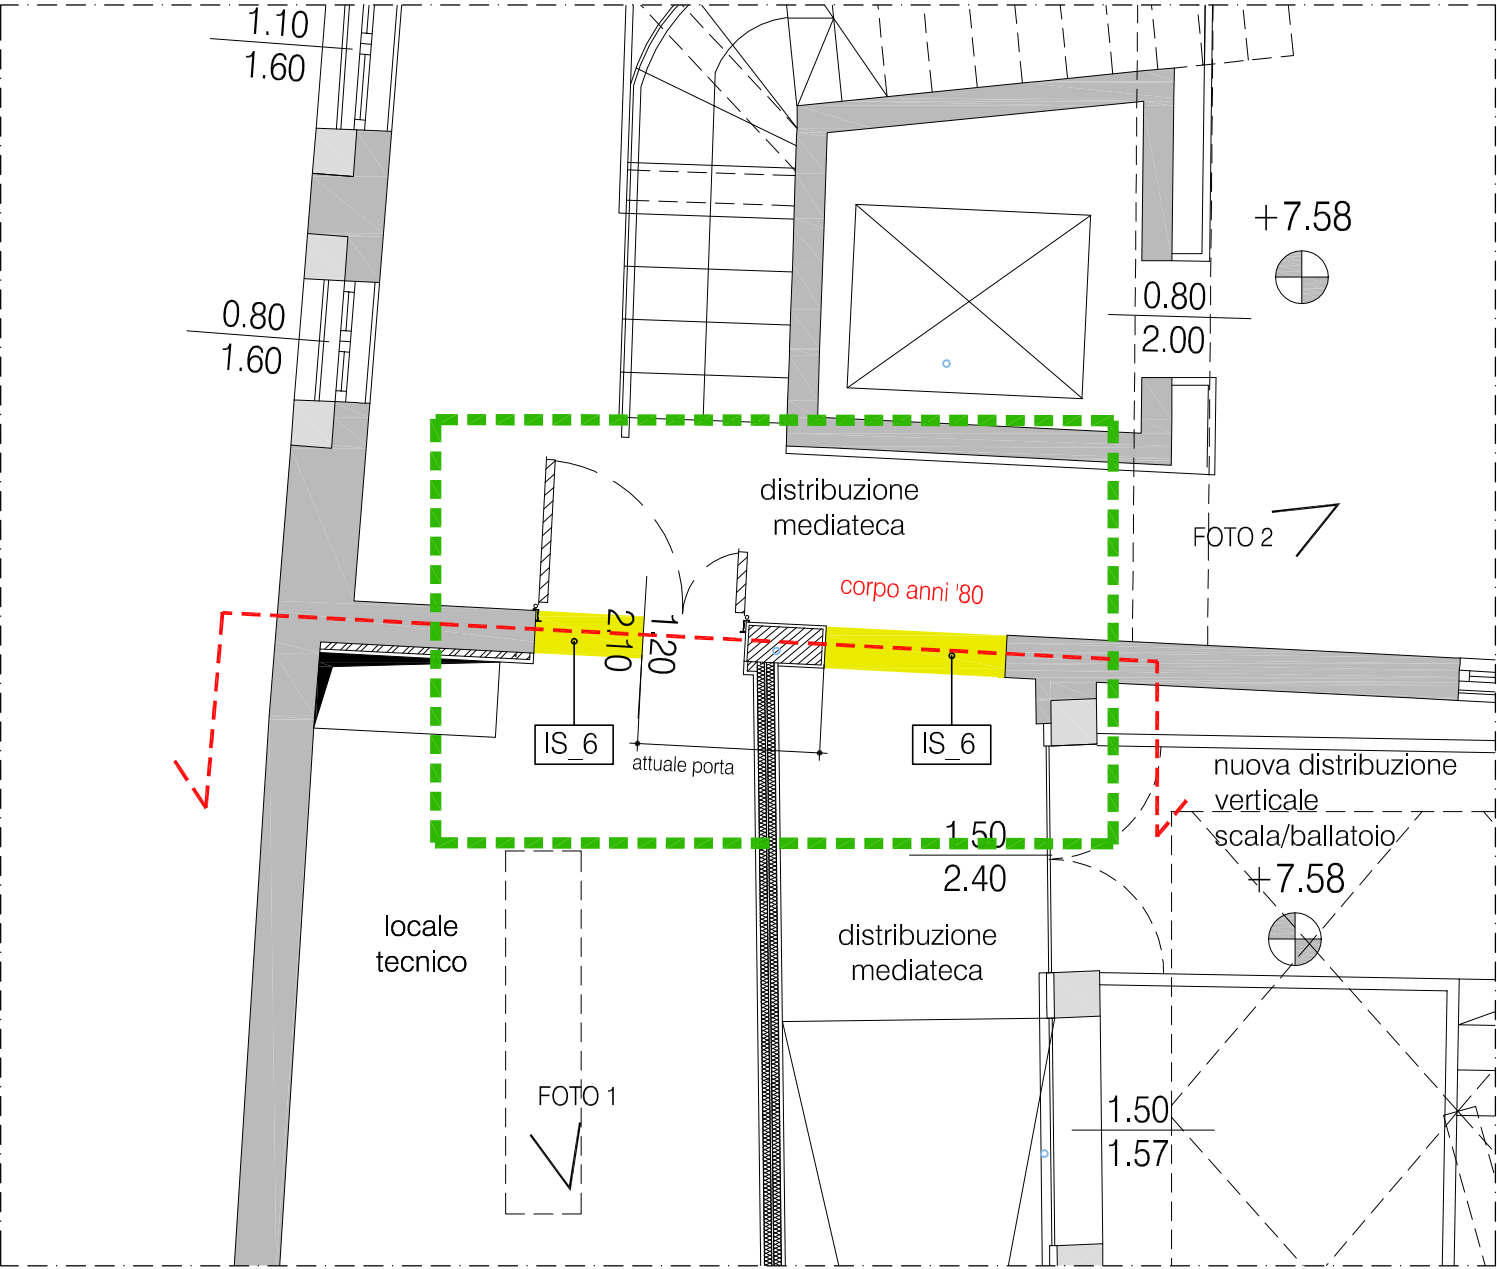 1.10
1.60
+7.58
0.80
2.00
0.80
1.60
distribuzione
mediateca
FOTO 2
corpo anni '80
2.10
1.20
IS_6
IS_6
attuale porta
nuova distribuzione
verticale
scala/ballatoio
+7.58
1.50
2.40
locale
tecnico
distribuzione
mediateca
FOTO 1
1.50
1.57